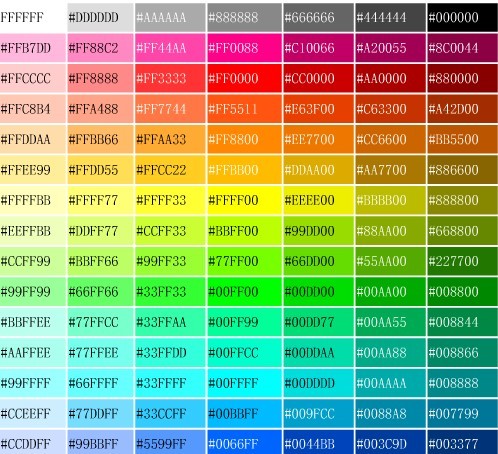 FFFFFF #DDDDDD #AAAAAA #888888 #666666 #444444 #000000
#FFB7DD #FF88C2 #FF44AA #FF0088 #C10066 #A20055 #8C0044
#FFCCCC #FF8888 #FF3333 #FF0000 #CC0000 #AA0000 #880000
#FFC8B4 #FFA488 #FF7744 #FF5511 #E63F00 #C63300 #A42D00
#FFDDAA #FFBB66 #FFAA33 #FF8800 #EE7700 #CC6600 #BB5500
#FFEE99 #FFDD55 #FFCC22 #FFBB00 #DDAA00 #AA7700 #886600
#FFFFBB #FFFF77 #FFFF33 #FFFF00 #EEEE00 #BBBB00 #888800
#EEFFBB #DDFF77 #CCFF33 #BBFF00 #99DD00 #88AA00 #668800
#CCFF99 #BBFF66 #99FF33 #77FF00 #66DD00 #55AA00 #227700
#99FF99 #66FF66 #33FF33 #00FF00 #00DD00 #00AA00 #008800
#BBFFEE #77FFCC #33FFAA #00FF99 #00DD77 #00AA55 #008844
#AAFFEE #77FFEE #33FFDD #00FFCC #00DDAA #00AA88 #008866
#99FFFF #66FFFF #33FFFF #00FFFF #00DDDD #00AAAA #008888
#CCEEFF #77DDFF #33CCFF #00BBFF #009FCC #0088A8 #007799
#CCDDFF #99BBFF #5599FF #0066FF #0044BB #003C9D #003377